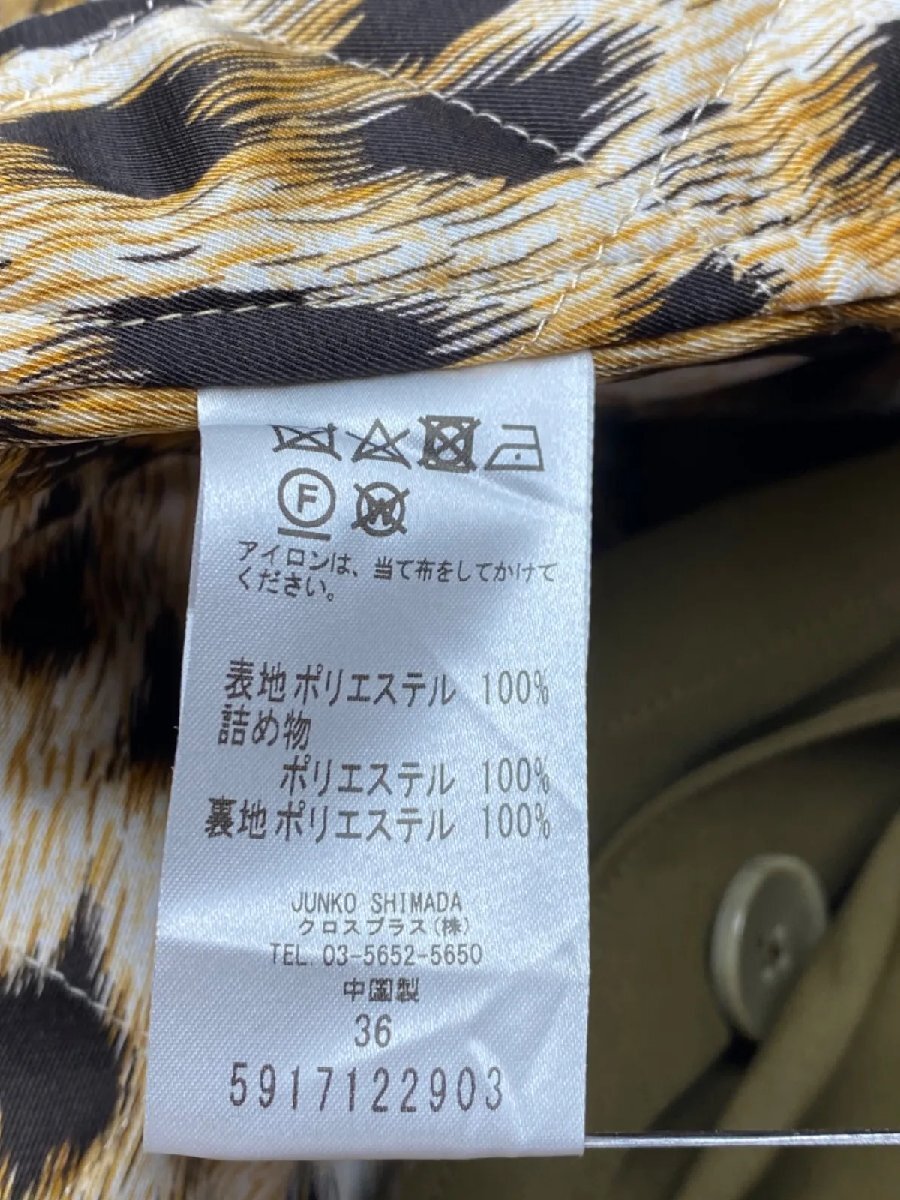 F W
アイロンは、当て布をしてかけて
ください。
表地 ポリエステル 100%
詰め物
ポリエステル 100%
裏地 ポリエステル 100%
JUNKO SHIMADA
クロスプラス(株)
TEL. 03-5652-5650
中国製
36
5917122903